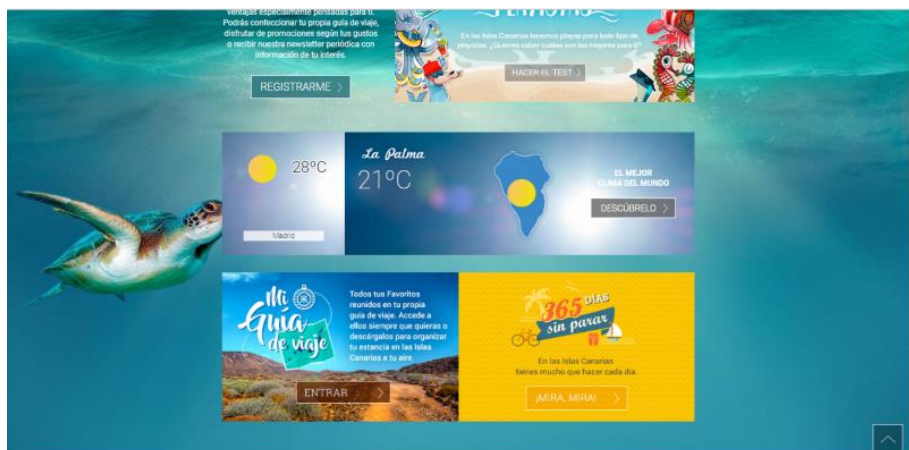 ventajas especialmente pensadas para ti.
Podrás confeccionar tu propia guía de viaje,
disfrutar de promociones según tus gustos
o recibir nuestra newsletter periódica con
información de tu interés.
REGISTRARME
En las Islas Canarias tenemos playas para todo tipo de
playistas. ¿Quieres saber cuáles son las mejores para ti?
HACER EL TEST
28ºC
Madrid
La Palma
21ºC
EL MEJOR
CLIMA DEL MUNDO
DESCÚBRELO
Mi
Guía
de viaje
Todos tus Favoritos
reunidos en tu propia
guía de viaje. Accede a
ellos siempre que quieras o
descárgalos para organizar
tu estancia en las Islas
Canarias a tu aire.
ENTRAR
365 DÍAS
sin parar
En las Islas Canarias
tienes mucho que hacer cada día.
¡MIRA, MIRA!